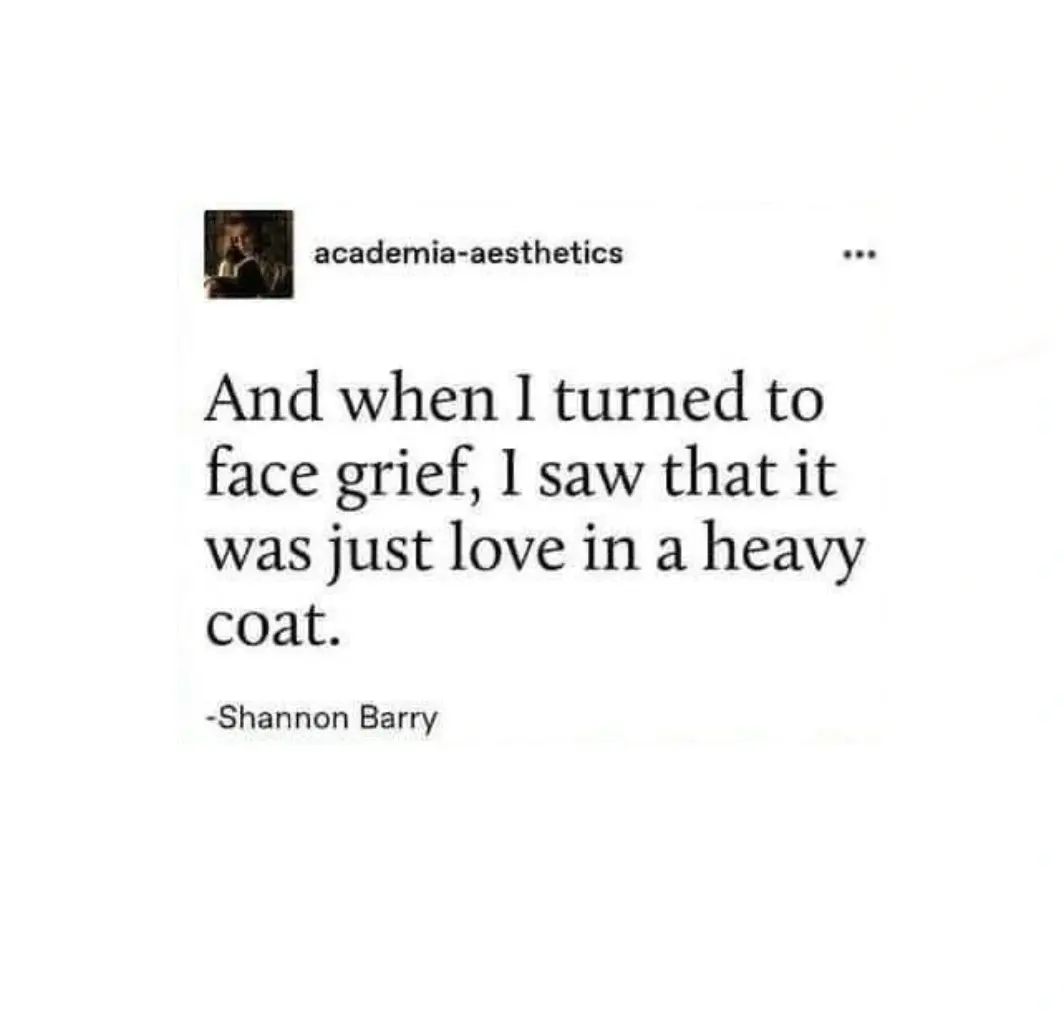 academia-aesthetics
And when I turned to
face grief, I saw that it
was just love in a heavy
coat.
-Shannon Barry